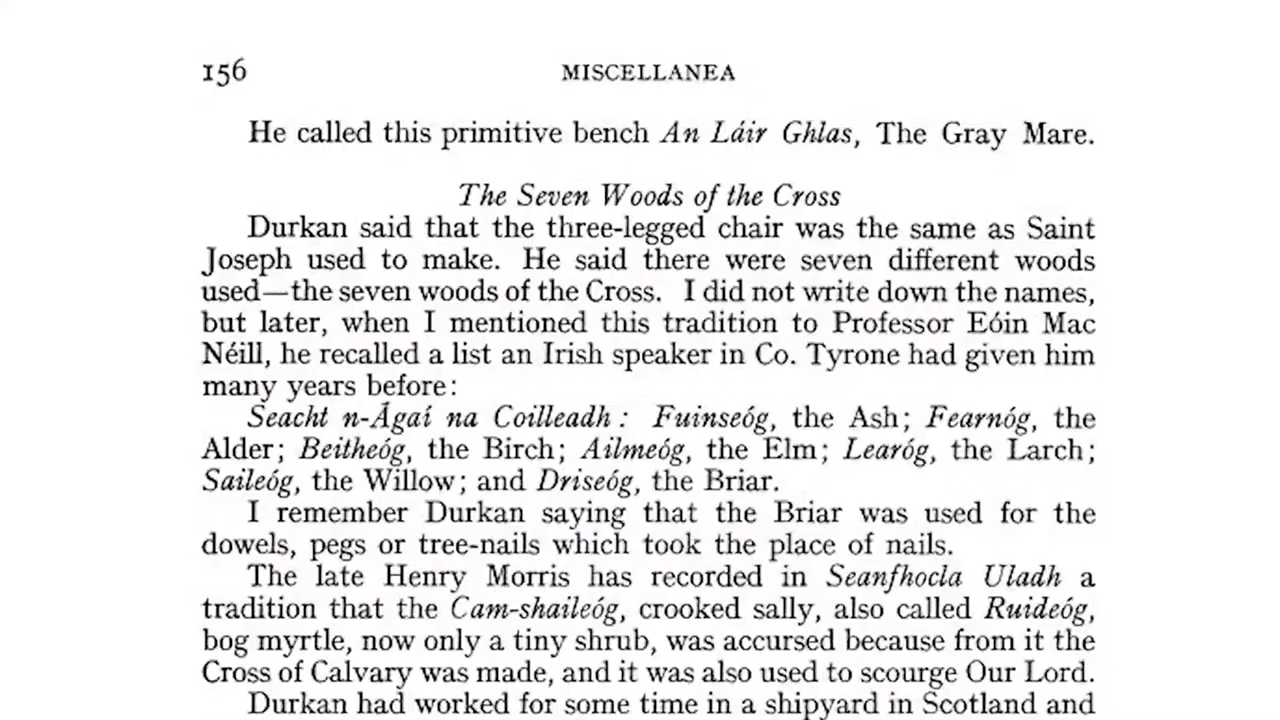 156
MISCELLANEA
He called this primitive bench An Láir Ghlas, The Gray Mare.
The Seven Woods of the Cross
Durkan said that the three-legged chair was the same as Saint
Joseph used to make. He said there were seven different woods
used—the seven woods of the Cross. I did not write down the names,
but later, when I mentioned this tradition to Professor Eóin Mac
Néill, he recalled a list an Irish speaker in Co. Tyrone had given him
many years before:
Seacht n-Ágaí na Coilleadh: Fuinseóg, the Ash; Fearnóg, the
Alder; Beitheóg, the Birch; Ailmeóg, the Elm; Learóg, the Larch;
Saileóg, the Willow; and Driseóg, the Briar.
I remember Durkan saying that the Briar was used for the
dowels, pegs or tree-nails which took the place of nails.
The late Henry Morris has recorded in Seanfhocla Uladh a
tradition that the Cam-shaileóg, crooked sally, also called Ruideóg,
bog myrtle, now only a tiny shrub, was accursed because from it the
Cross of Calvary was made, and it was also used to scourge Our Lord.
Durkan had worked for some time in a shipyard in Scotland and